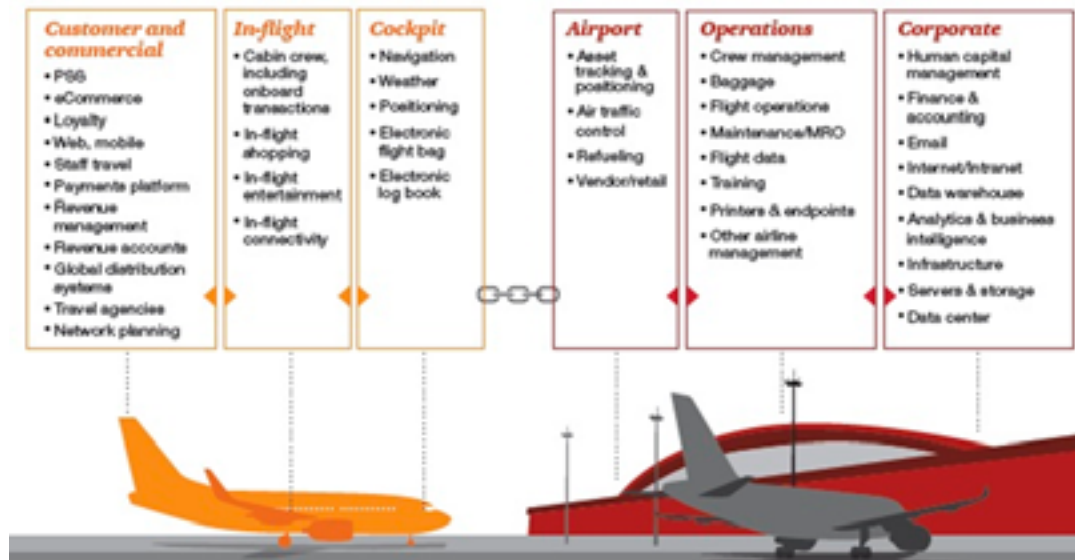 Customer and
commercial
• PSS
• eCommerce
• Loyalty
• Web, mobile
• Staff travel
• Payments platform
• Revenue
management
• Revenue accounts
• Global distribution
systems
• Travel agencies
• Network planning
In-flight
• Cabin crew,
including
onboard
transactions
• In-flight
shopping
• In-flight
entertainment
• In-flight
connectivity
Cockpit
• Navigation
• Weather
• Positioning
• Electronic
flight bag
• Electronic
log book
Airport
• Asset
tracking &
positioning
• Air traffic
control
• Refueling
• Vendor/retail
Operations
• Crew management
• Baggage
• Flight operations
• Maintenance/MRO
• Flight data
• Training
• Printers & endpoints
• Other airline
management
Corporate
• Human capital
management
• Finance &
accounting
• Email
• Internet/Intranet
• Data warehouse
• Analytics & business
intelligence
• Infrastructure
• Servers & storage
• Data center